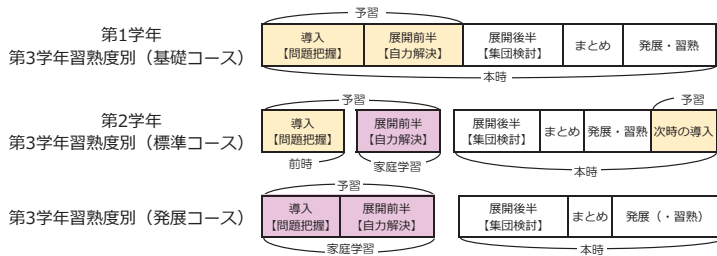 予習
第1学年
第3学年習熟度別（基礎コース）
導入
【問題把握】
展開前半
【自力解決】
展開後半
【集団検討】
まとめ
発展・習熟
本時
予習
予習
第2学年
第3学年習熟度別（標準コース）
導入
【問題把握】
展開前半
【自力解決】
展開後半
【集団検討】
まとめ
発展・習熟
次時の導入
前時
家庭学習
本時
予習
第3学年習熟度別（発展コース）
導入
【問題把握】
展開前半
【自力解決】
展開後半
【集団検討】
まとめ
発展（・習熟）
家庭学習
本時